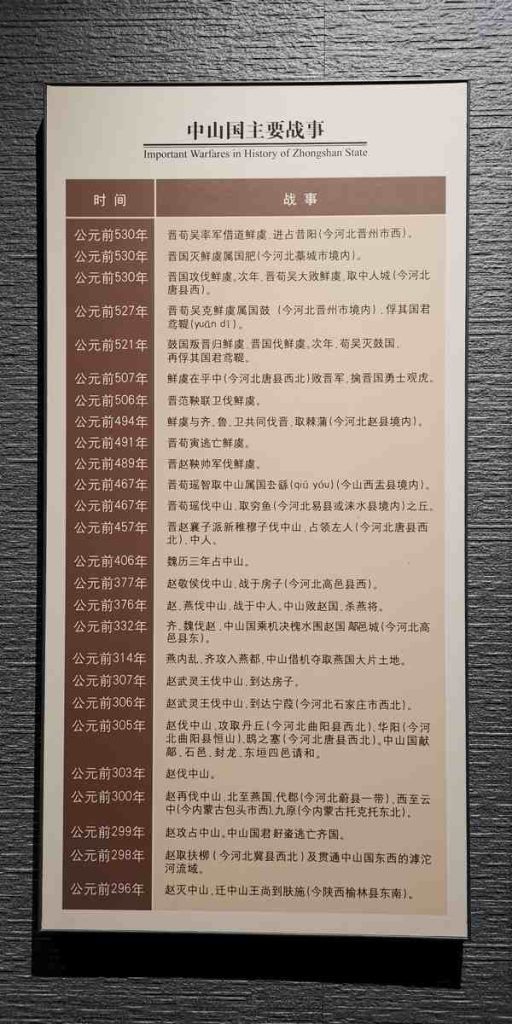 中山国主要战事
Important Warfares in History of Zhongshan State
时 间 战 事
公元前530年 晋荀吴率军借道鲜虞,进占昔阳(今河北晋州市西)。
公元前530年 晋国灭鲜虞属国肥(今河北藁城市境内)。
公元前530年 晋国攻伐鲜虞。次年,晋荀吴大败鲜虞,取中人城(今河北
唐县西)。
公元前527年 晋荀吴克鲜虞属国鼓(今河北晋州市境内),俘其国君
鸢鞮(yuān dī)。
公元前521年 鼓国叛晋归鲜虞,晋国伐鲜虞。次年,荀吴灭鼓国,
再俘其国君鸢鞮。
公元前507年 鲜虞在平中(今河北唐县西北)败晋军,擒晋国勇士观虎。
公元前506年 晋范鞅联卫伐鲜虞。
公元前494年 鲜虞与齐、鲁、卫共同伐晋,取棘蒲(今河北赵县境内)。
公元前491年 晋荀寅逃亡鲜虞。
公元前489年 晋赵鞅帅军伐鲜虞。
公元前467年 晋荀瑶智取中山属国厹繇(qiú yóu)(今山西盂县境内)。
公元前467年 晋荀瑶伐中山,取穷鱼(今河北易县或涞水县境内)之丘。
公元前457年 晋赵襄子派新稚穆子伐中山,占领左人(今河北唐县西
北)、中人。
公元前406年 魏历三年占中山。
公元前377年 赵敬侯伐中山,战于房子(今河北高邑县西)。
公元前376年 赵、燕伐中山,战于中人。中山败赵国、杀燕将。
公元前332年 齐、魏伐赵,中山国乘机决槐水围赵国鄗邑城(今河北高
邑县东)。
公元前314年 燕内乱,齐攻入燕都,中山借机夺取燕国大片土地。
公元前307年 赵武灵王伐中山,到达房子。
公元前306年 赵武灵王伐中山,到达宁葭(今河北石家庄市西北)。
公元前305年 赵伐中山,攻取丹丘(今河北曲阳县西北)、华阳(今河
北曲阳县恒山)、鸱之塞(今河北唐县西北)。中山国献
鄗、石邑、封龙、东垣四邑请和。
公元前303年 赵伐中山。
公元前300年 赵再伐中山,北至燕国、代郡(今河北蔚县一带),西至云
中(今内蒙古包头市西)、九原(今内蒙古托克托东北)。
公元前299年 赵攻占中山。中山国君𧊒逃亡齐国。
公元前298年 赵取扶柳(今河北冀县西北)及贯通中山国东西的滹沱
河流域。
公元前296年 赵灭中山,迁中山王尚到肤施(今陕西榆林县东南)。